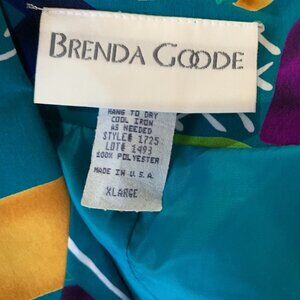 BRENDA GOODE
HANG TO DRY
COOL IRON
AS NEEDED
STYLE# 1725
LOT# 1493
100% POLYESTER
MADE IN U.S.A.
XLARGE